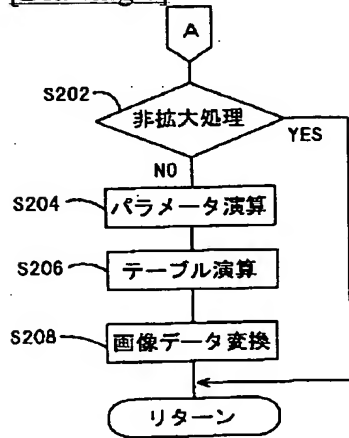 A
S202
非拡大処理
YES
NO
S204
パラメータ演算
S206
テーブル演算
S208
画像データ変換
リターン